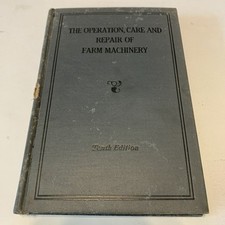 THE OPERATION, CARE AND
REPAIR OF
FARM MACHINERY
Edition